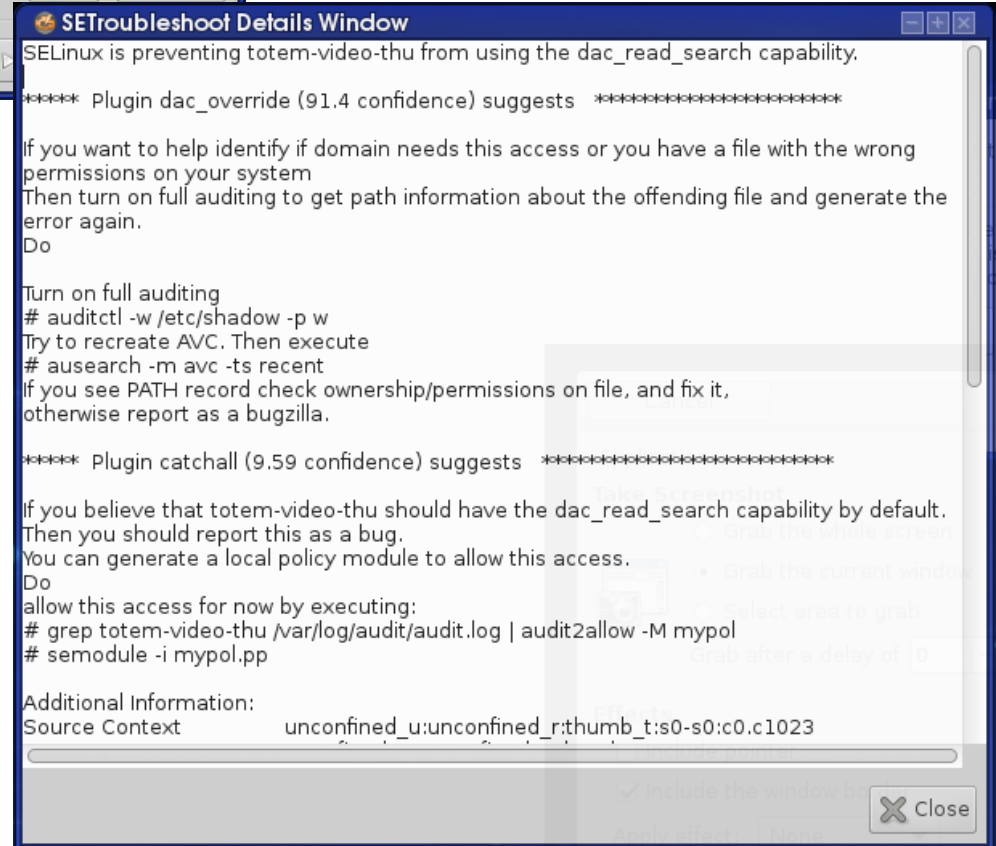 SETroubleshoot Details Window
SELinux is preventing totem-video-thu from using the dac_read_search capability.
***** Plugin dac_override (91.4 confidence) suggests ***********************
If you want to help identify if domain needs this access or you have a file with the wrong
permissions on your system
Then turn on full auditing to get path information about the offending file and generate the
error again.
Do
Turn on full auditing
# auditctl -w /etc/shadow -p w
Try to recreate AVC. Then execute
# ausearch -m avc -ts recent
If you see PATH record check ownership/permissions on file, and fix it,
otherwise report as a bugzilla.
***** Plugin catchall (9.59 confidence) suggests ***************************
If you believe that totem-video-thu should have the dac_read_search capability by default.
Then you should report this as a bug.
You can generate a local policy module to allow this access.
Do
allow this access for now by executing:
# grep totem-video-thu /var/log/audit/audit.log | audit2allow -M mypol
# semodule -i mypol.pp
Additional Information:
Source Context unconfined_u:unconfined_r:thumb_t:s0-s0:c0.c1023
Close
Cancel
Take Screenshot
Grab the whole screen
Grab the current window
Select area to grab
Grab after a delay of 0
Effects
Include pointer
Include the window border
Apply effect: None